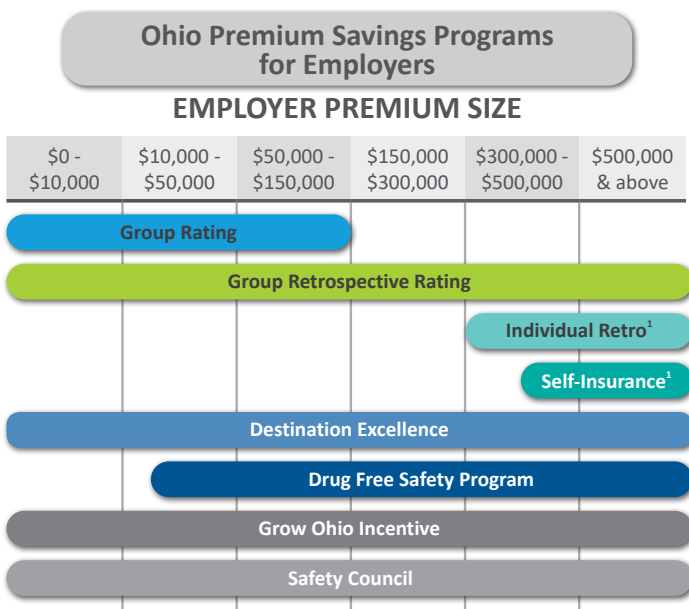 Ohio Premium Savings Programs
for Employers
EMPLOYER PREMIUM SIZE
$0 -
$10,000
$10,000 -
$50,000
$50,000 -
$150,000
$150,000
$300,000
$300,000 -
$500,000
$500,000
& above
Group Rating
Group Retrospective Rating
Individual Retro¹
Self-Insurance¹
Destination Excellence
Drug Free Safety Program
Grow Ohio Incentive
Safety Council